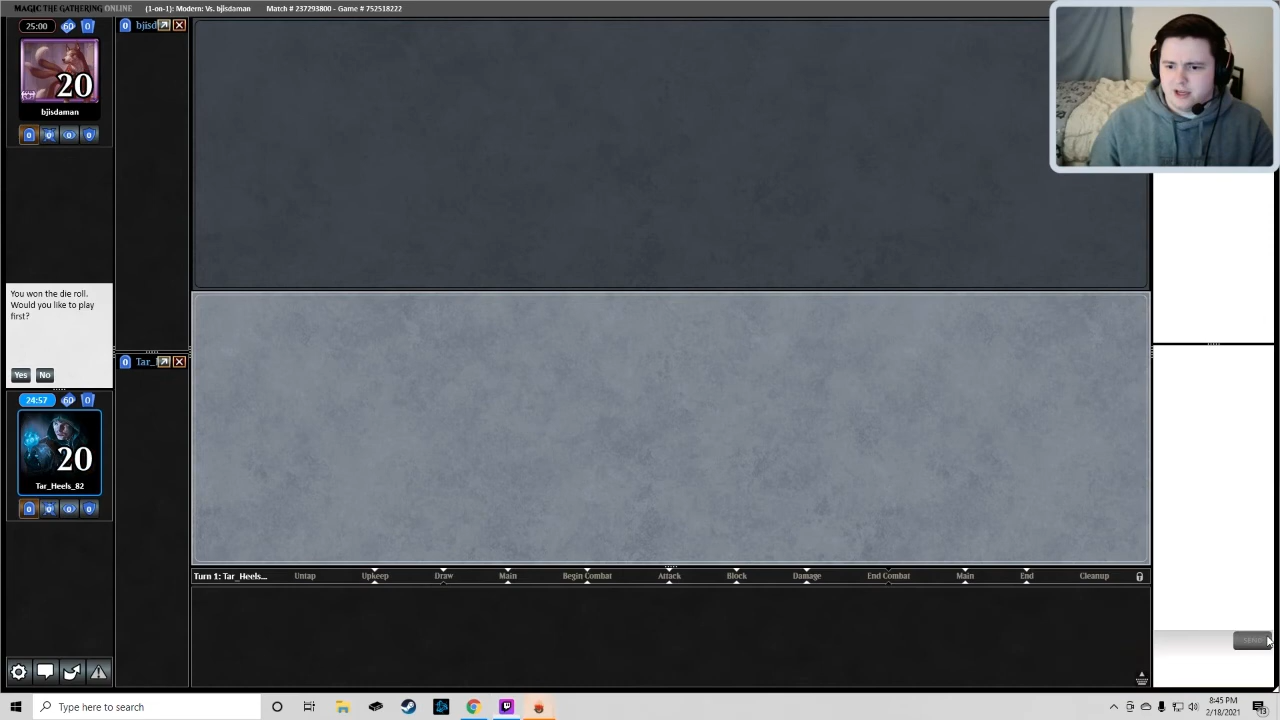 MAGIC THE GATHERING ONLINE (1-on-1): Modern: Vs. bjisdaman Match # 237293800 - Game # 752518222
25:00 60 0
20
bjisdaman
0 0 0 0
0 bjisd
You won the die roll.
Would you like to play
first?
Yes No
24:57 60 0
20
Tar_Heels_82
0 0 0 0
0 Tar_
Turn 1: Tar_Heels... Untap Upkeep Draw Main Begin Combat Attack Block Damage End Combat Main End Cleanup
SEND
Type here to search
8:45 PM
2/18/2021
13